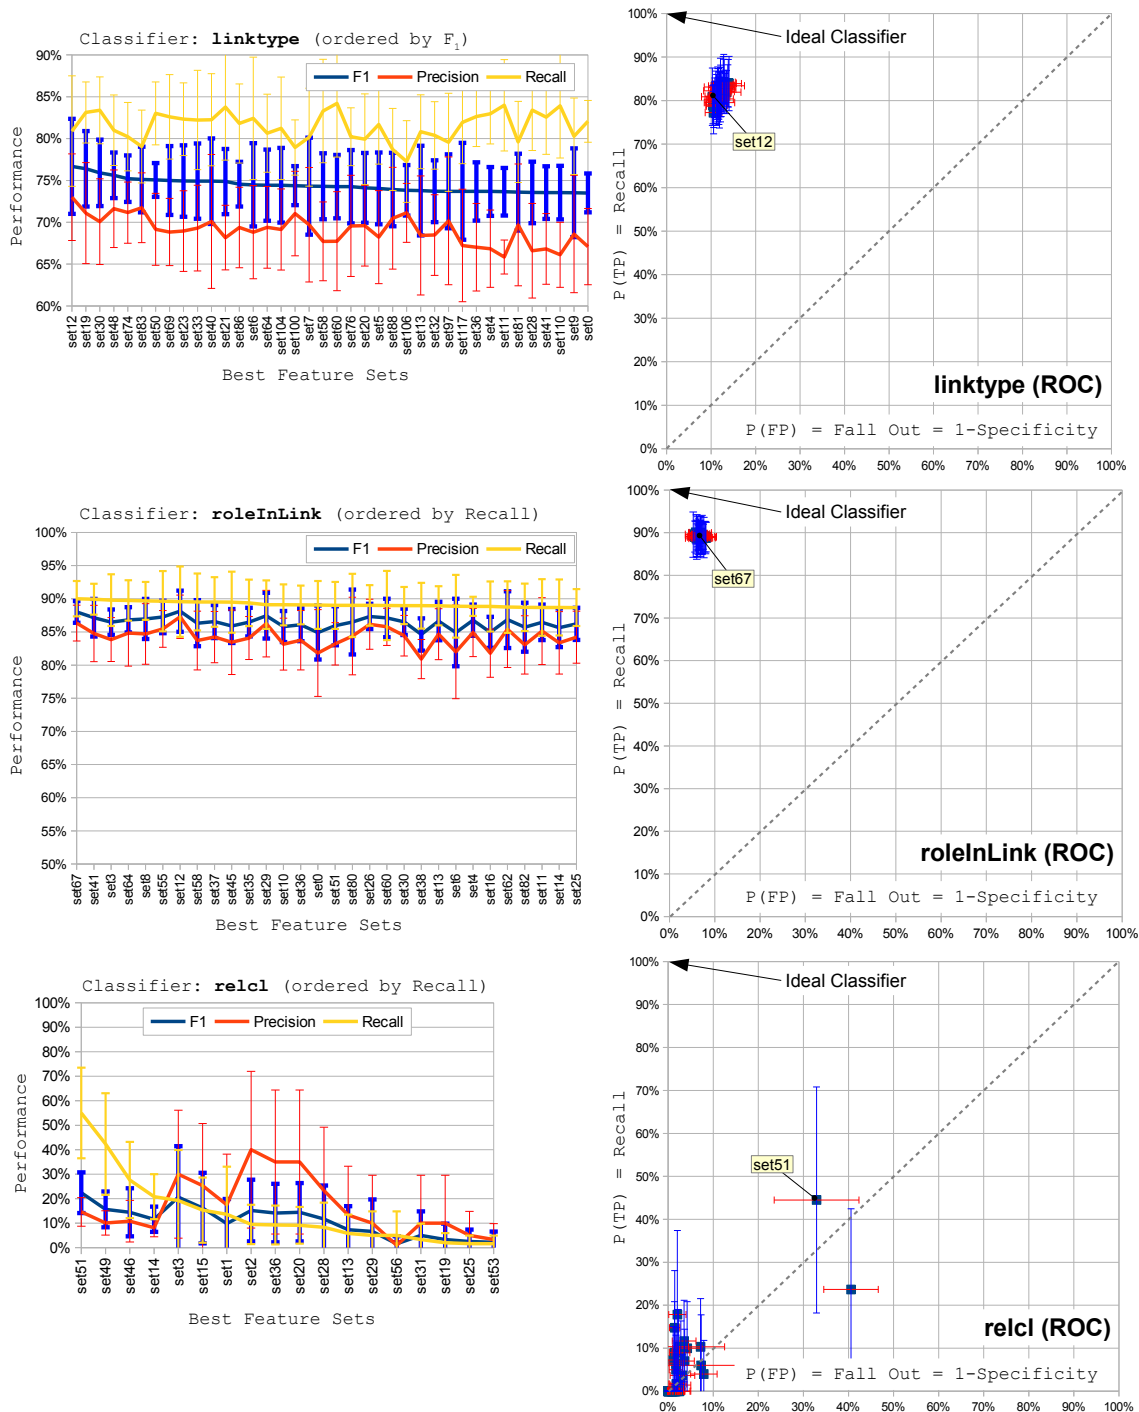 Classifier: linktype (ordered by F1)
F1 Precision Recall
90%
85%
80%
75%
70%
65%
60%
Performance
set12 set19 set30 set48 set74 set83 set50 set69 set23 set33 set40 set21 set86 set6 set64 set104 set100 set7 set58 set60 set76 set20 set5 set88 set106 set13 set32 set97 set117 set36 set4 set11 set81 set28 set41 set110 set9 set0
Best Feature Sets
100%
90%
80%
70%
60%
50%
40%
30%
20%
10%
0%
P(TP) = Recall
Ideal Classifier
set12
linktype (ROC)
P(FP) = Fall Out = 1-Specificity
0% 10% 20% 30% 40% 50% 60% 70% 80% 90% 100%
Classifier: roleInLink (ordered by Recall)
F1 Precision Recall
100%
95%
90%
85%
80%
75%
70%
65%
60%
55%
50%
Performance
set67 set41 set3 set64 set8 set55 set12 set58 set37 set45 set35 set29 set10 set36 set0 set51 set80 set26 set60 set30 set38 set13 set6 set4 set16 set62 set82 set11 set14 set25
Best Feature Sets
100%
90%
80%
70%
60%
50%
40%
30%
20%
10%
0%
P(TP) = Recall
Ideal Classifier
set67
roleInLink (ROC)
P(FP) = Fall Out = 1-Specificity
0% 10% 20% 30% 40% 50% 60% 70% 80% 90% 100%
Classifier: relcl (ordered by Recall)
F1 Precision Recall
100%
90%
80%
70%
60%
50%
40%
30%
20%
10%
0%
Performance
set51 set49 set46 set14 set3 set15 set1 set2 set36 set20 set28 set13 set29 set56 set31 set19 set25 set53
Best Feature Sets
100%
90%
80%
70%
60%
50%
40%
30%
20%
10%
0%
P(TP) = Recall
Ideal Classifier
set51
relcl (ROC)
P(FP) = Fall Out = 1-Specificity
0% 10% 20% 30% 40% 50% 60% 70% 80% 90% 100%